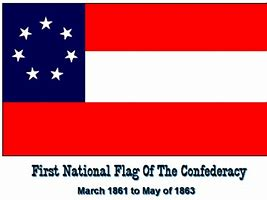 First National Flag Of The Confederacy
March 1861 to May of 1863